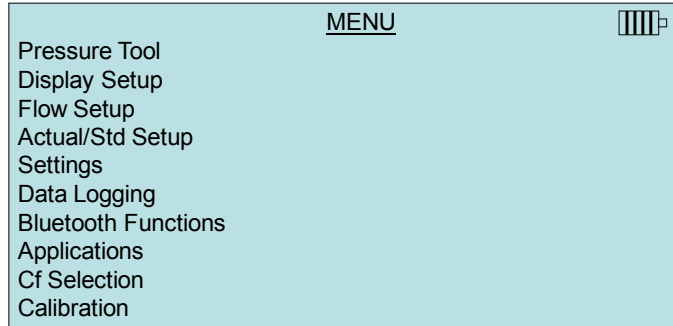 MENU
Pressure Tool
Display Setup
Flow Setup
Actual/Std Setup
Settings
Data Logging
Bluetooth Functions
Applications
Cf Selection
Calibration